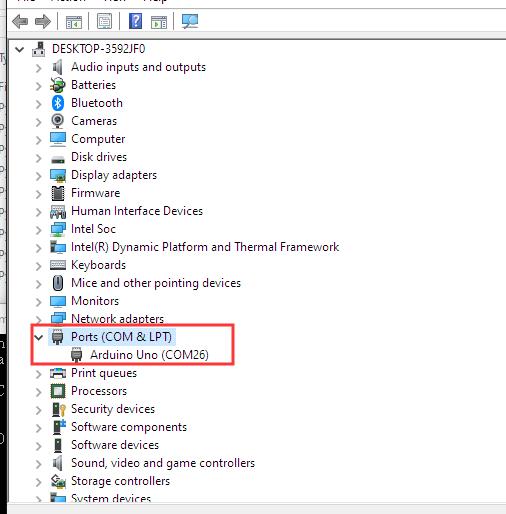 DESKTOP-3592JF0
Audio inputs and outputs
Batteries
Bluetooth
Cameras
Computer
Disk drives
Display adapters
Firmware
Human Interface Devices
Intel Soc
Intel(R) Dynamic Platform and Thermal Framework
Keyboards
Mice and other pointing devices
Monitors
Network adapters
Ports (COM & LPT)
Arduino Uno (COM26)
Print queues
Processors
Security devices
Software components
Software devices
Sound, video and game controllers
Storage controllers
System devices